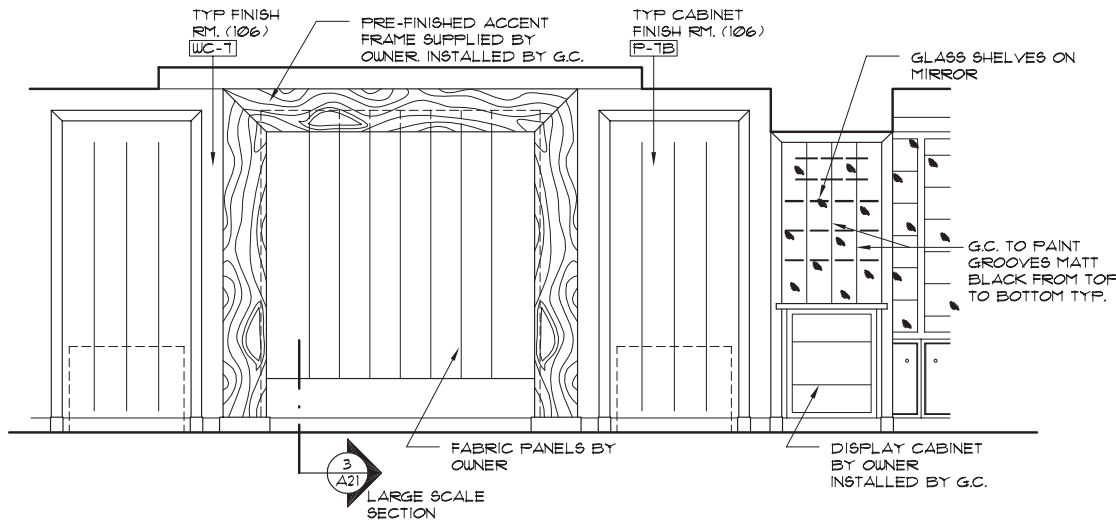 TYP FINISH
RM. (106)
WC-7
PRE-FINISHED ACCENT
FRAME SUPPLIED BY
OWNER. INSTALLED BY G.C.
TYP CABINET
FINISH RM. (106)
P-7B
GLASS SHELVES ON
MIRROR
G.C. TO PAINT
GROOVES MATT
BLACK FROM TOP
TO BOTTOM TYP.
FABRIC PANELS BY
OWNER
DISPLAY CABINET
BY OWNER
INSTALLED BY G.C.
3
A21
LARGE SCALE
SECTION